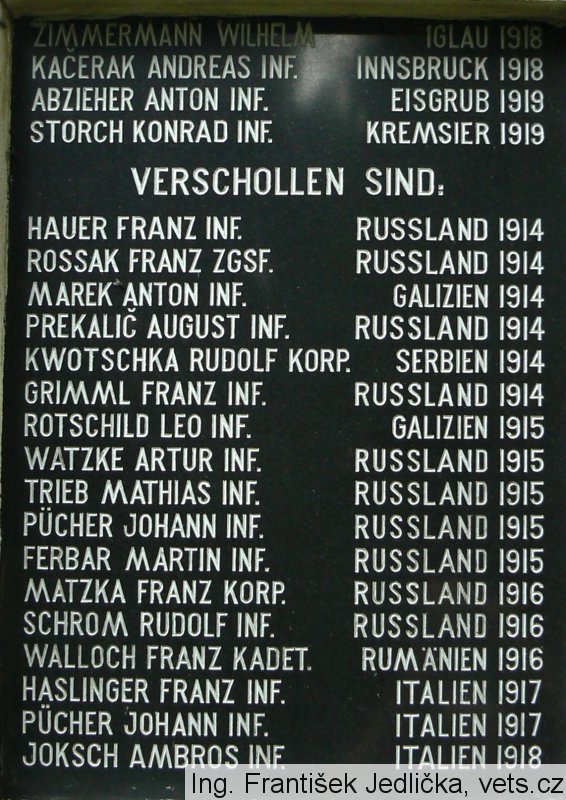 ZIMMERMANN WILHELM IGLAU 1918
KAČERAK ANDREAS INF. INNSBRUCK 1918
ABZIEHER ANTON INF. EISGRUB 1919
STORCH KONRAD INF. KREMSIER 1919
VERSCHOLLEN SIND:
HAUER FRANZ INF. RUSSLAND 1914
ROSSAK FRANZ ZGSF. RUSSLAND 1914
MAREK ANTON INF. GALIZIEN 1914
PREKALIČ AUGUST INF. RUSSLAND 1914
KWOTSCHKA RUDOLF KORP. SERBIEN 1914
GRIMML FRANZ INF. RUSSLAND 1914
ROTSCHILD LEO INF. GALIZIEN 1915
WATZKE ARTUR INF. RUSSLAND 1915
TRIEB MATHIAS INF. RUSSLAND 1915
PÜCHER JOHANN INF. RUSSLAND 1915
FERBAR MARTIN INF. RUSSLAND 1915
MATZKA FRANZ KORP. RUSSLAND 1916
SCHROM RUDOLF INF. RUSSLAND 1916
WALLOCH FRANZ KADET. RUMÄNIEN 1916
HASLINGER FRANZ INF. ITALIEN 1917
PÜCHER JOHANN INF. ITALIEN 1917
JOKSCH AMBROS INF. ITALIEN 1918
Ing. František Jedlička, vets.cz